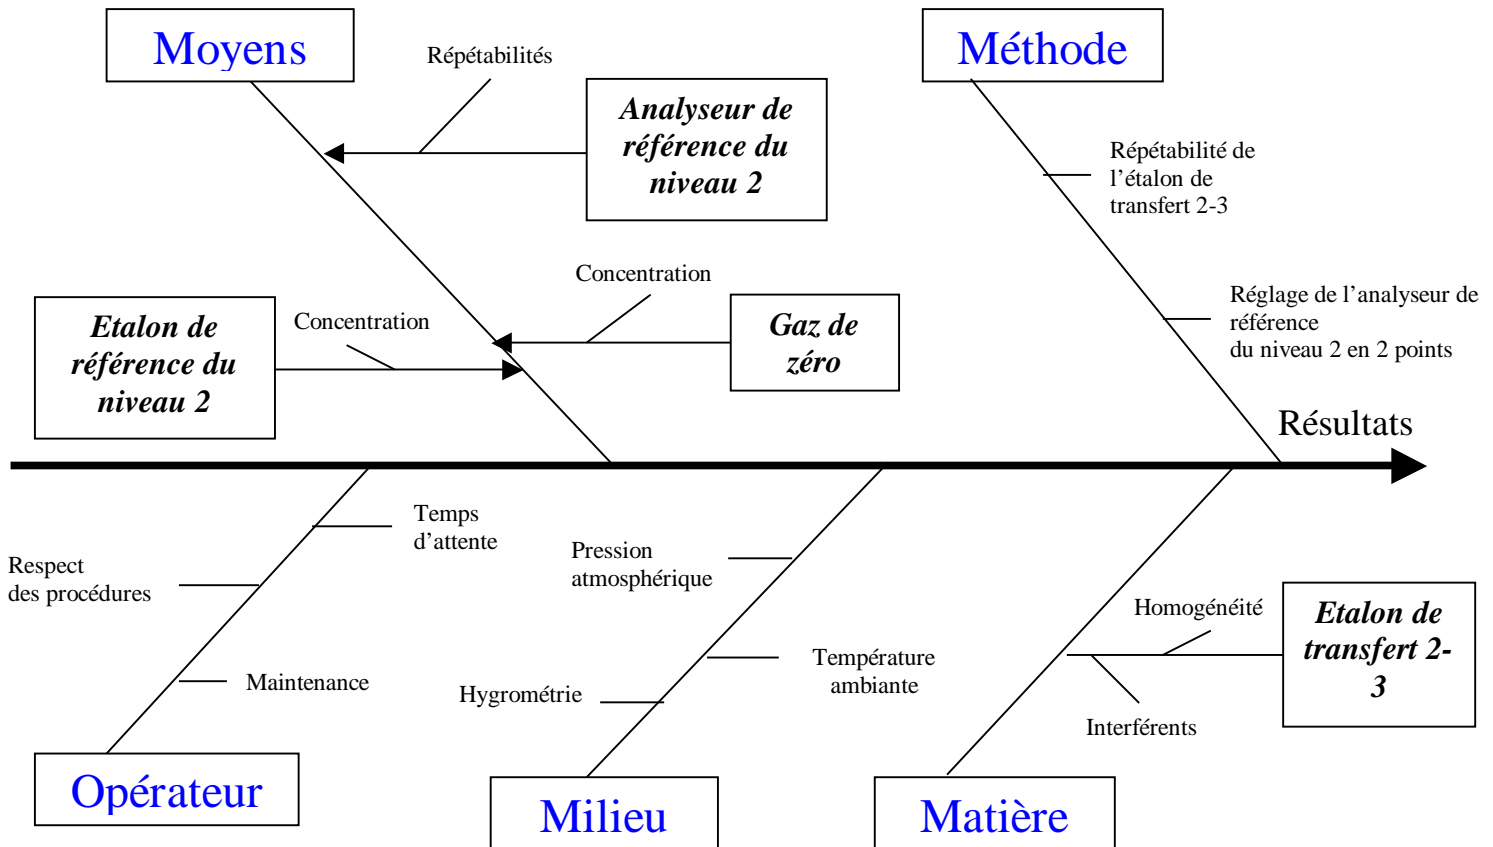 Moyens
Méthode
Répétabilités
Analyseur de
référence du
niveau 2
Répétabilité de
l'étalon de
transfert 2-3
Concentration
Gaz de
zéro
Etalon de
référence du
niveau 2
Concentration
Réglage de l'analyseur de
référence
du niveau 2 en 2 points
Résultats
Temps
d'attente
Respect
des procédures
Maintenance
Pression
atmosphérique
Température
ambiante
Hygrométrie
Homogénéité
Interférents
Etalon de
transfert 2-
3
Opérateur
Milieu
Matière